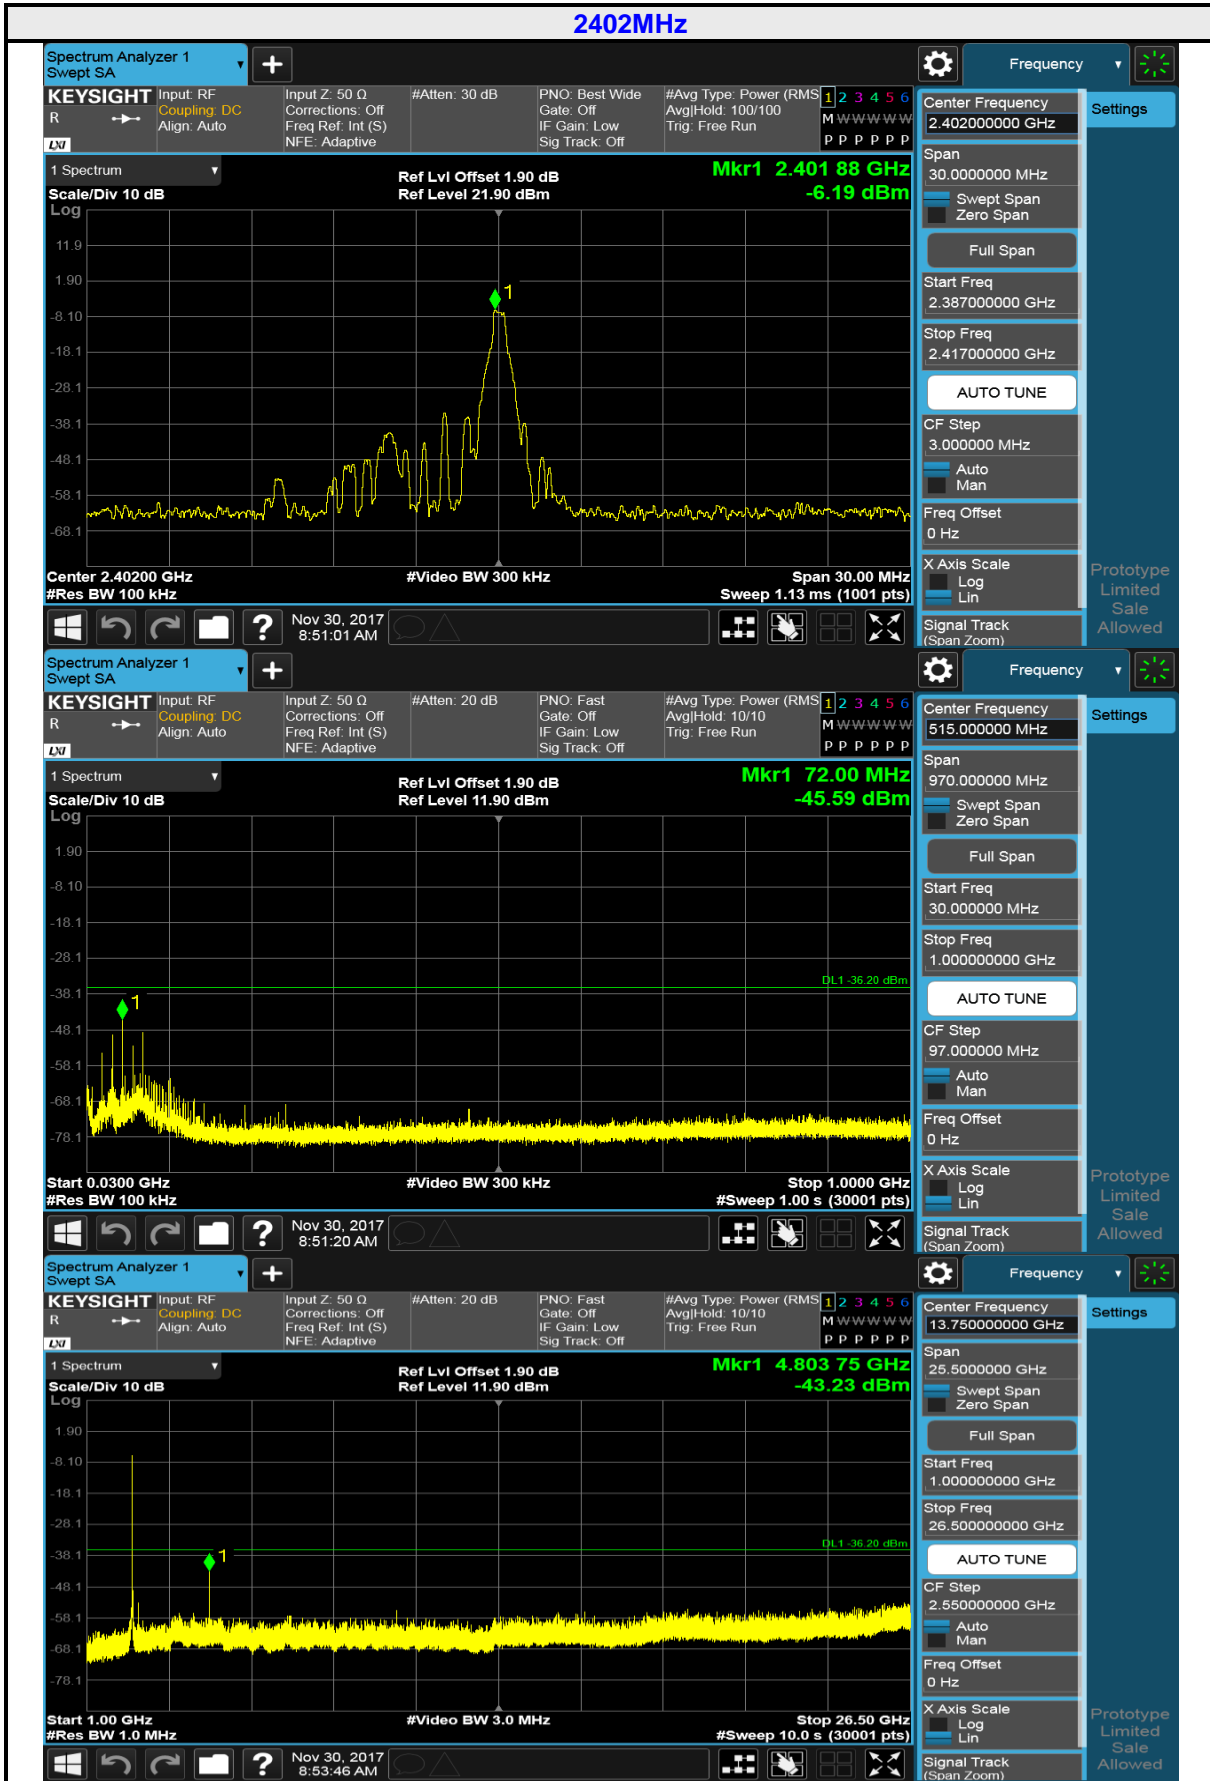 2402MHz
Spectrum Analyzer 1
Swept SA
Frequency
KEYSIGHT
R
LXI
Input: RF
Coupling: DC
Align: Auto
Input Z: 50 Ω
Corrections: Off
Freq Ref: Int (S)
NFE: Adaptive
#Atten: 30 dB
PNO: Best Wide
Gate: Off
IF Gain: Low
Sig Track: Off
#Avg Type: Power (RMS
Avg|Hold: 100/100
Trig: Free Run
1 2 3 4 5 6
M W W W W W
P P P P P P
Center Frequency
2.402000000 GHz
Settings
Span
30.0000000 MHz
Swept Span
Zero Span
Full Span
Start Freq
2.387000000 GHz
Stop Freq
2.417000000 GHz
AUTO TUNE
CF Step
3.000000 MHz
Auto
Man
Freq Offset
0 Hz
X Axis Scale
Log
Lin
Signal Track
(Span Zoom)
Prototype
Limited
Sale
Allowed
1 Spectrum
Scale/Div 10 dB
Log
Ref Lvl Offset 1.90 dB
Ref Level 21.90 dBm
Mkr1 2.401 88 GHz
-6.19 dBm
11.9
1.90
-8.10
-18.1
-28.1
-38.1
-48.1
-58.1
-68.1
1
Center 2.40200 GHz
#Res BW 100 kHz
#Video BW 300 kHz
Span 30.00 MHz
Sweep 1.13 ms (1001 pts)
?
Nov 30, 2017
8:51:01 AM
Spectrum Analyzer 1
Swept SA
Frequency
KEYSIGHT
R
LXI
Input: RF
Coupling: DC
Align: Auto
Input Z: 50 Ω
Corrections: Off
Freq Ref: Int (S)
NFE: Adaptive
#Atten: 20 dB
PNO: Fast
Gate: Off
IF Gain: Low
Sig Track: Off
#Avg Type: Power (RMS
Avg|Hold: 10/10
Trig: Free Run
1 2 3 4 5 6
M W W W W W
P P P P P P
Center Frequency
515.000000 MHz
Settings
Span
970.000000 MHz
Swept Span
Zero Span
Full Span
Start Freq
30.000000 MHz
Stop Freq
1.000000000 GHz
AUTO TUNE
CF Step
97.000000 MHz
Auto
Man
Freq Offset
0 Hz
X Axis Scale
Log
Lin
Signal Track
(Span Zoom)
Prototype
Limited
Sale
Allowed
1 Spectrum
Scale/Div 10 dB
Log
Ref Lvl Offset 1.90 dB
Ref Level 11.90 dBm
Mkr1 72.00 MHz
-45.59 dBm
1.90
-8.10
-18.1
-28.1
-38.1
-48.1
-58.1
-68.1
-78.1
DL1 -36.20 dBm
1
Start 0.0300 GHz
#Res BW 100 kHz
#Video BW 300 kHz
Stop 1.0000 GHz
#Sweep 1.00 s (30001 pts)
?
Nov 30, 2017
8:51:20 AM
Spectrum Analyzer 1
Swept SA
Frequency
KEYSIGHT
R
LXI
Input: RF
Coupling: DC
Align: Auto
Input Z: 50 Ω
Corrections: Off
Freq Ref: Int (S)
NFE: Adaptive
#Atten: 20 dB
PNO: Fast
Gate: Off
IF Gain: Low
Sig Track: Off
#Avg Type: Power (RMS
Avg|Hold: 10/10
Trig: Free Run
1 2 3 4 5 6
M W W W W W
P P P P P P
Center Frequency
13.750000000 GHz
Settings
Span
25.5000000 GHz
Swept Span
Zero Span
Full Span
Start Freq
1.000000000 GHz
Stop Freq
26.500000000 GHz
AUTO TUNE
CF Step
2.550000000 GHz
Auto
Man
Freq Offset
0 Hz
X Axis Scale
Log
Lin
Signal Track
(Span Zoom)
Prototype
Limited
Sale
Allowed
1 Spectrum
Scale/Div 10 dB
Log
Ref Lvl Offset 1.90 dB
Ref Level 11.90 dBm
Mkr1 4.803 75 GHz
-43.23 dBm
1.90
-8.10
-18.1
-28.1
-38.1
-48.1
-58.1
-68.1
-78.1
DL1 -36.20 dBm
1
Start 1.00 GHz
#Res BW 1.0 MHz
#Video BW 3.0 MHz
Stop 26.50 GHz
#Sweep 10.0 s (30001 pts)
?
Nov 30, 2017
8:53:46 AM